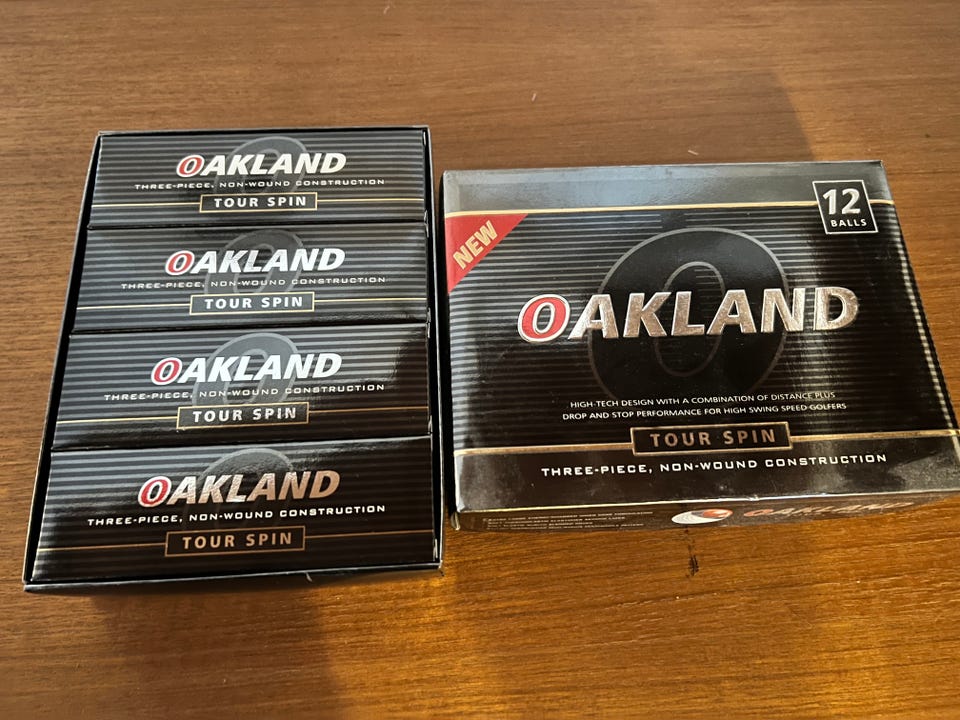 OAKLAND
THREE-PIECE, NON-WOUND CONSTRUCTION
TOUR SPIN
OAKLAND
THREE-PIECE, NON-WOUND CONSTRUCTION
TOUR SPIN
OAKLAND
THREE-PIECE, NON-WOUND CONSTRUCTION
TOUR SPIN
OAKLAND
THREE-PIECE, NON-WOUND CONSTRUCTION
TOUR SPIN
NEW
12
BALLS
OAKLAND
HIGH-TECH DESIGN WITH A COMBINATION OF DISTANCE PLUS
DROP AND STOP PERFORMANCE FOR HIGH SWING SPEED GOLFERS
TOUR SPIN
THREE-PIECE, NON-WOUND CONSTRUCTION
OAKLAND